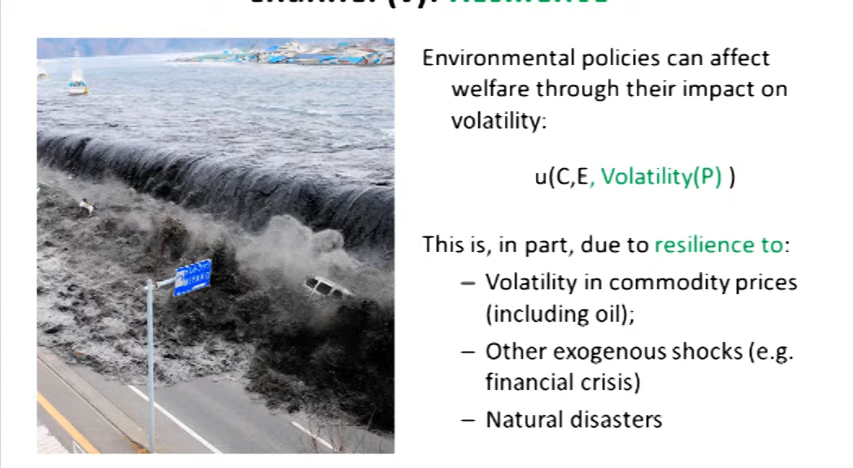 Environmental policies can affect
welfare through their impact on
volatility:
u(C,E, Volatility(P) )
This is, in part, due to resilience to:
– Volatility in commodity prices
(including oil);
– Other exogenous shocks (e.g.
financial crisis)
– Natural disasters
MIYAKO